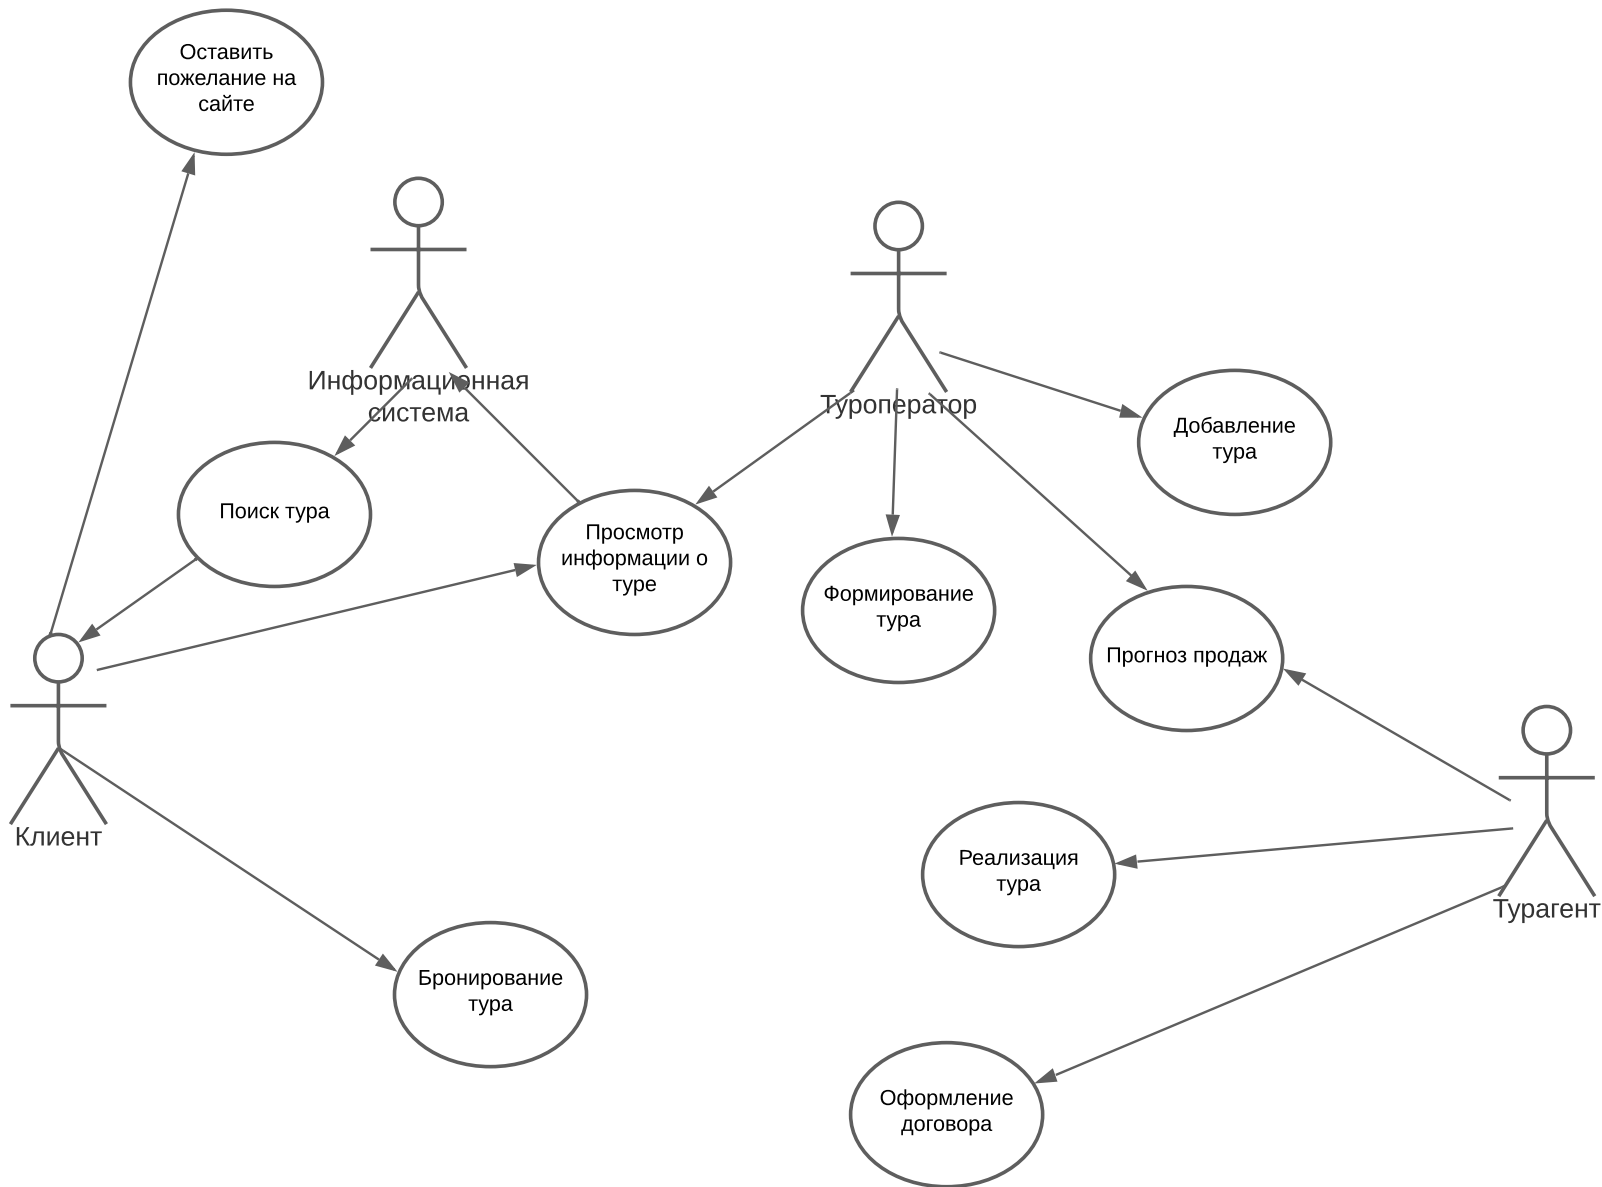 Оставить
пожелание на
сайте
Информационная
система
Туроператор
Добавление
тура
Поиск тура
Просмотр
информации о
туре
Формирование
тура
Прогноз продаж
Клиент
Реализация
тура
Турагент
Бронирование
тура
Оформление
договора